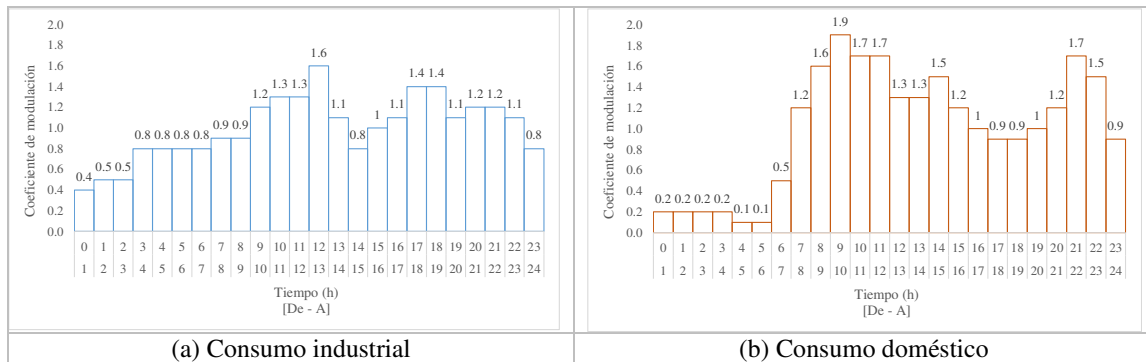 Coeficiente de modulación
2.0
1.8
1.6
1.4
1.2
1.0
0.8
0.6
0.4
0.2
0.0
0.4 0.5 0.5 0.8 0.8 0.8 0.8 0.9 0.9 1.2 1.3 1.3 1.6 1.1 0.8 1 1.1 1.4 1.4 1.1 1.2 1.2 1.1 0.8
0 1 2 3 4 5 6 7 8 9 10 11 12 13 14 15 16 17 18 19 20 21 22 23
1 2 3 4 5 6 7 8 9 10 11 12 13 14 15 16 17 18 19 20 21 22 23 24
Tiempo (h)
[De - A]
(a) Consumo industrial
Coeficiente de modulación
2.0
1.8
1.6
1.4
1.2
1.0
0.8
0.6
0.4
0.2
0.0
0.2 0.2 0.2 0.2 0.1 0.1 0.5 1.2 1.6 1.9 1.7 1.7 1.3 1.3 1.5 1.2 1 0.9 0.9 1 1.2 1.7 1.5 0.9
0 1 2 3 4 5 6 7 8 9 10 11 12 13 14 15 16 17 18 19 20 21 22 23
1 2 3 4 5 6 7 8 9 10 11 12 13 14 15 16 17 18 19 20 21 22 23 24
Tiempo (h)
[De - A]
(b) Consumo doméstico